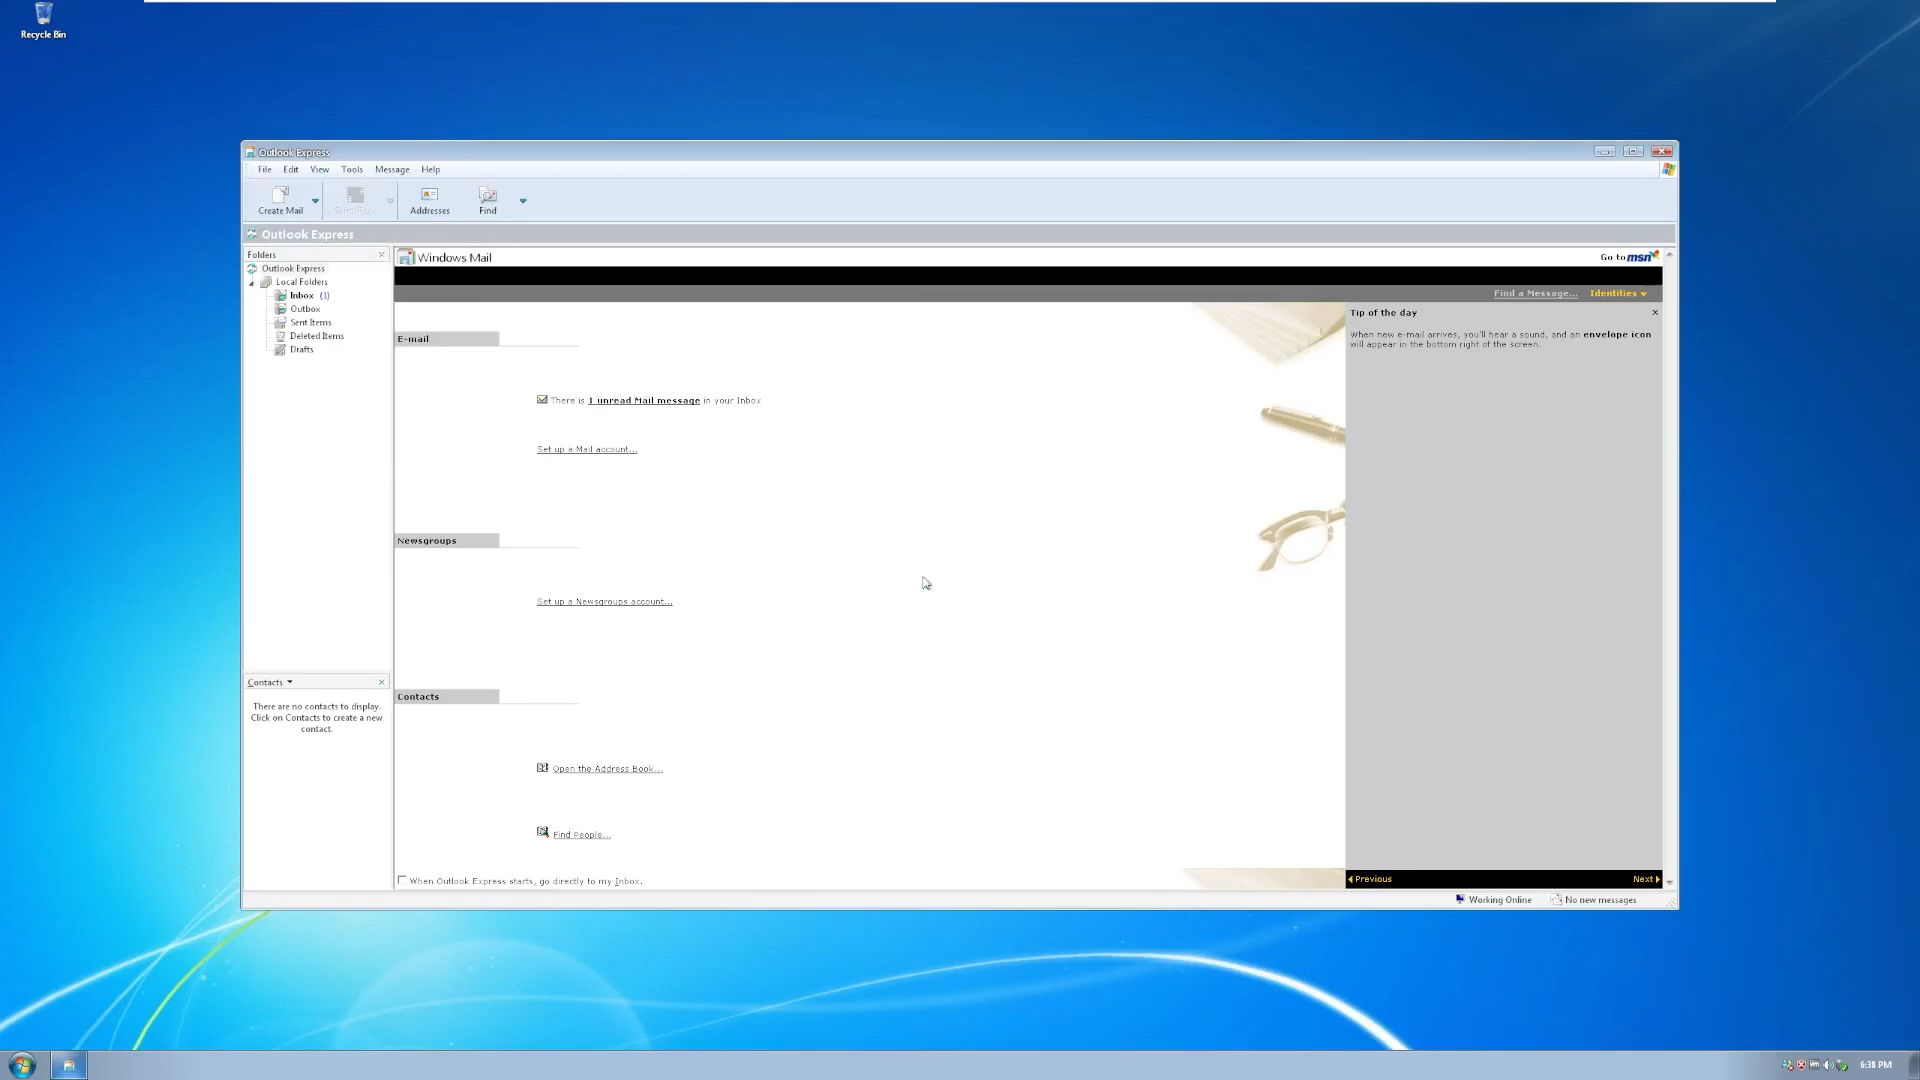 Recycle Bin
Outlook Express
File Edit View Tools Message Help
Create Mail Addresses Find
Outlook Express
Folders
Outlook Express
Local Folders
Inbox (1)
Outbox
Sent Items
Deleted Items
Drafts
Contacts
There are no contacts to display.
Click on Contacts to create a new
contact.
Windows Mail
Go to msn
Find a Message... Identities
E-mail
There is 1 unread Mail message in your Inbox
Set up a Mail account...
Newsgroups
Set up a Newsgroups account...
Contacts
Open the Address Book...
Find People...
When Outlook Express starts, go directly to my Inbox.
Tip of the day
When new e-mail arrives, you'll hear a sound, and an envelope icon
will appear in the bottom right of the screen.
Previous Next
Working Online No new messages
6:38 PM